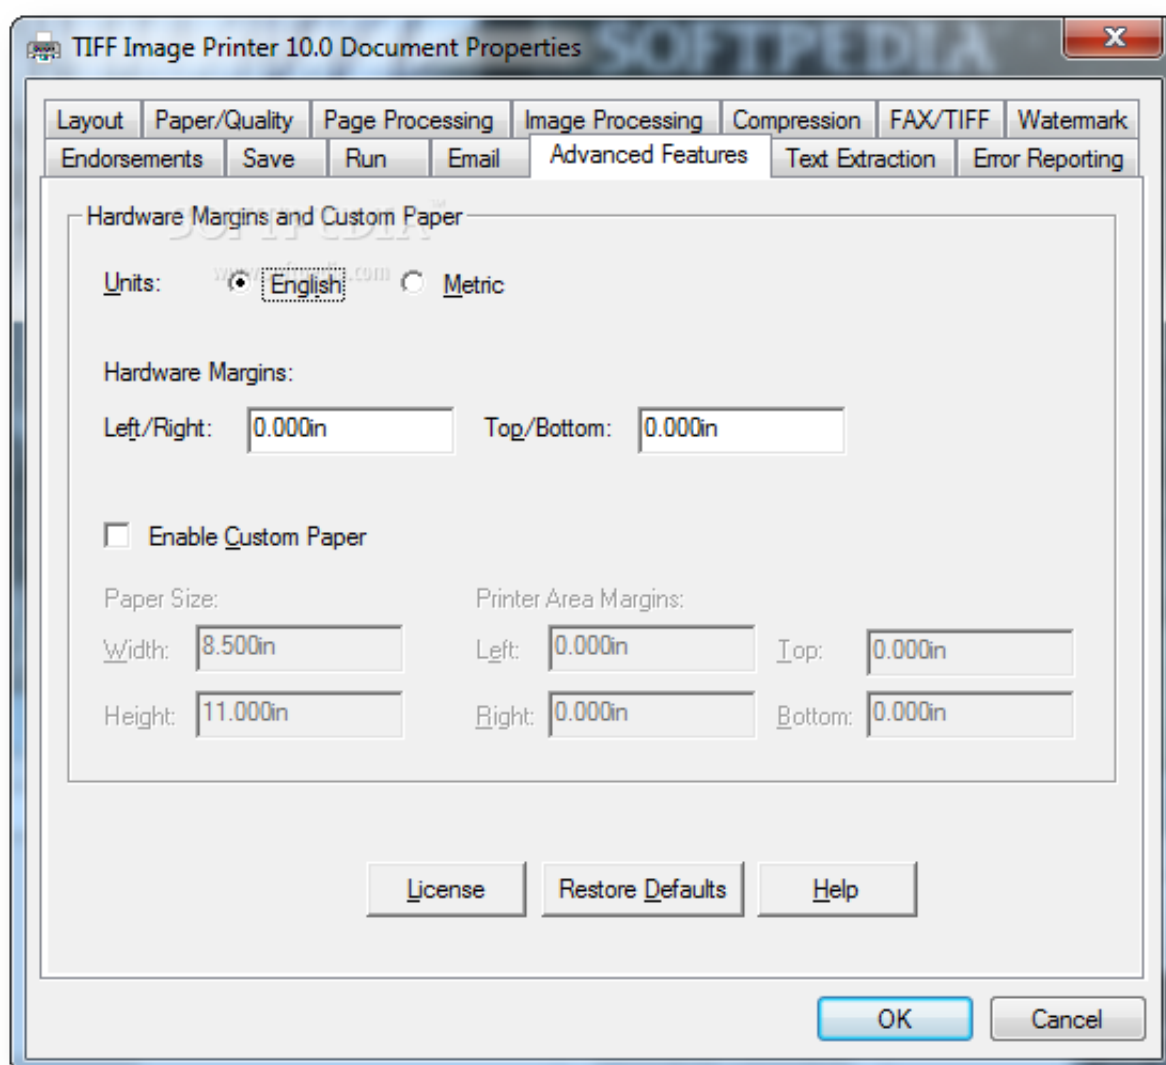 TIFF Image Printer 10.0 Document Properties
SOFTPEDIA
Layout Paper/Quality Page Processing Image Processing Compression FAX/TIFF Watermark
Endorsements Save Run Email Advanced Features Text Extraction Error Reporting
Hardware Margins and Custom Paper
SOFTPEDIA™
www.softpedia.com
Units: English Metric
Hardware Margins:
Left/Right: 0.000in Top/Bottom: 0.000in
Enable Custom Paper
Paper Size: Printer Area Margins:
Width: 8.500in Left: 0.000in Top: 0.000in
Height: 11.000in Right: 0.000in Bottom: 0.000in
License Restore Defaults Help
OK Cancel